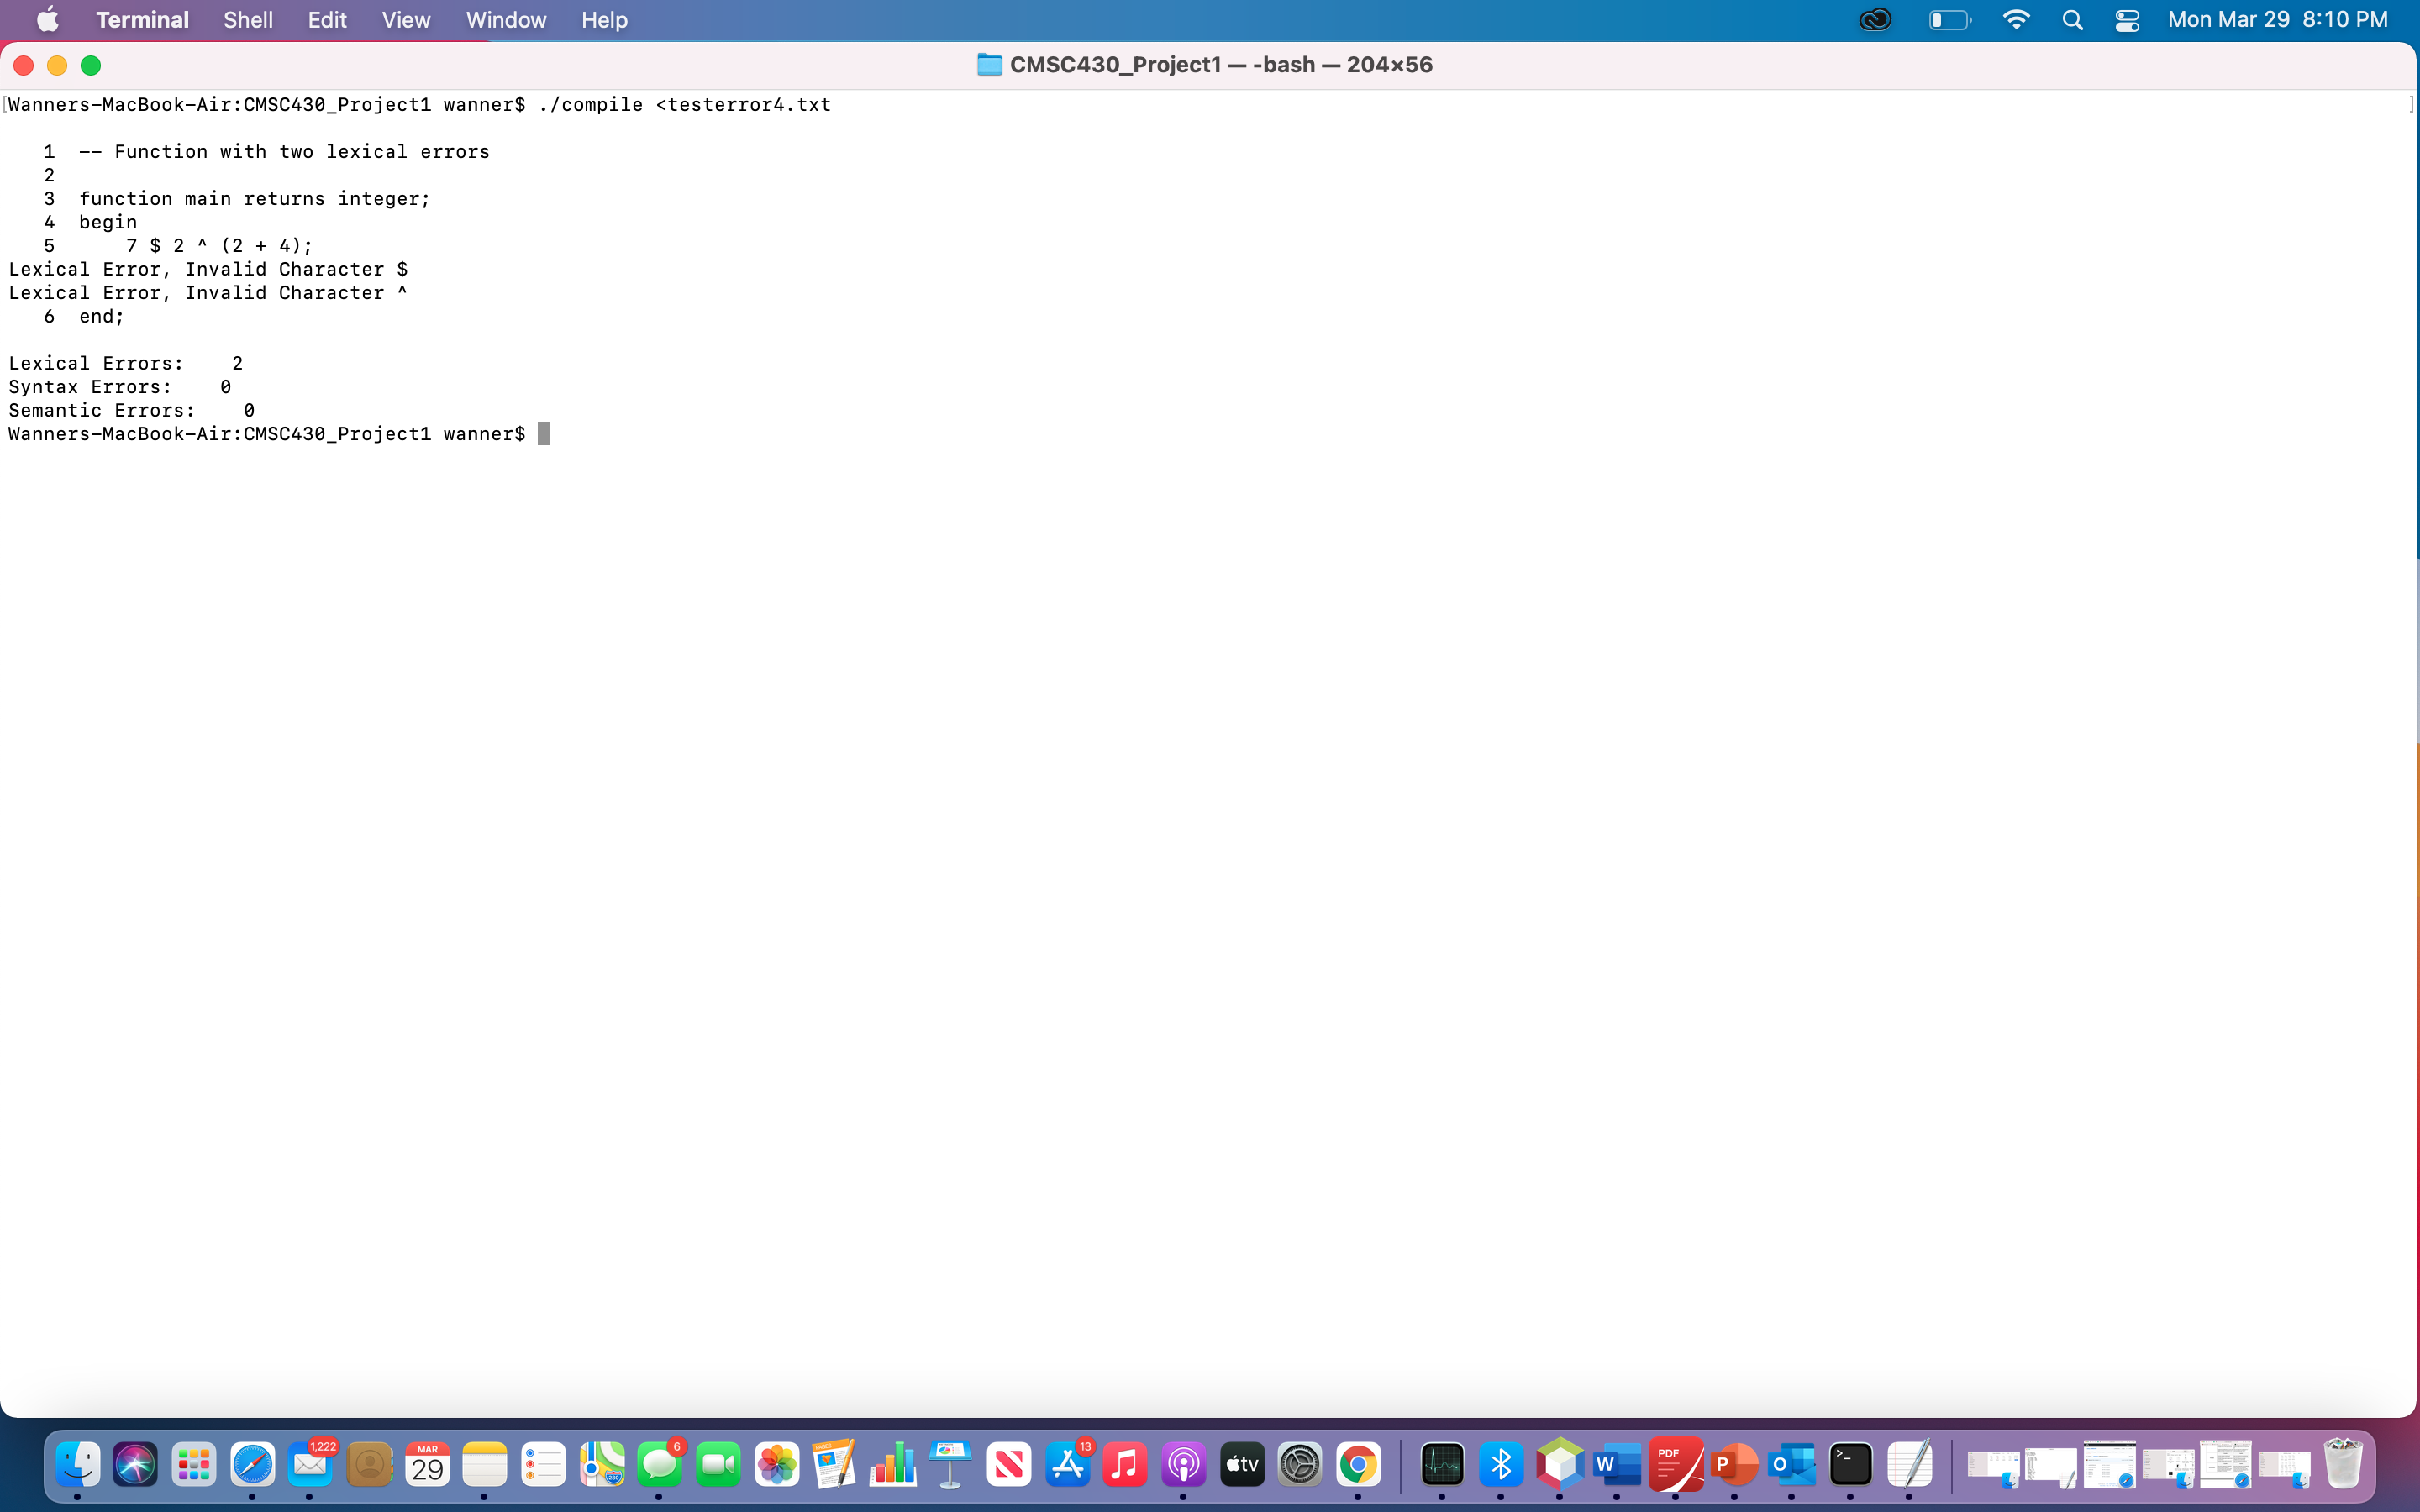 Terminal Shell Edit View Window Help Mon Mar 29 8:10 PM
CMSC430_Project1 — -bash — 204×56
[Wanners-MacBook-Air:CMSC430_Project1 wanner$ ./compile <testerror4.txt ]
1 -- Function with two lexical errors
2
3 function main returns integer;
4 begin
5 7 $ 2 ^ (2 + 4);
Lexical Error, Invalid Character $
Lexical Error, Invalid Character ^
6 end;
Lexical Errors: 2
Syntax Errors: 0
Semantic Errors: 0
Wanners-MacBook-Air:CMSC430_Project1 wanner$
1,222
MAR
29
280
6
PAGES
13
tv
W
PDF
P
O
>_